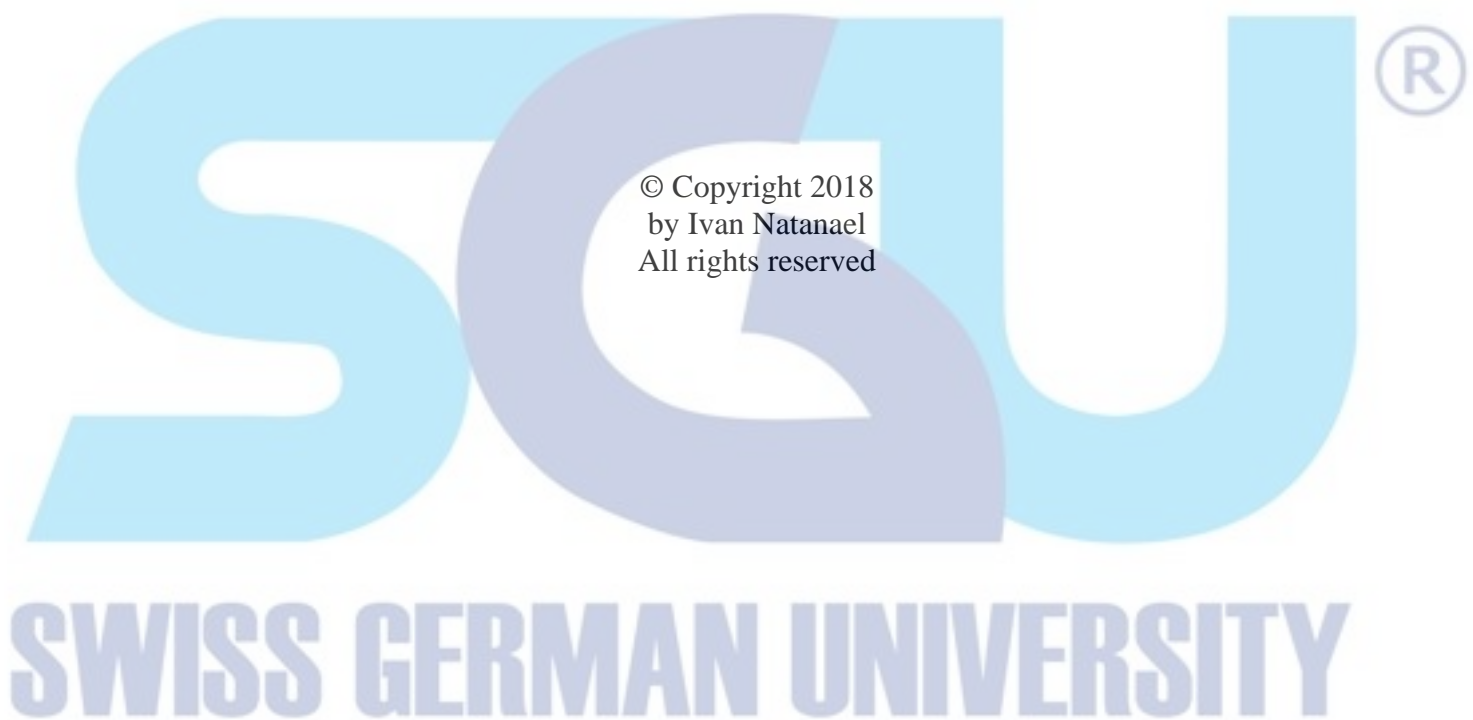 SGU ®
© Copyright 2018
by Ivan Natanael
All rights reserved
SWISS GERMAN UNIVERSITY